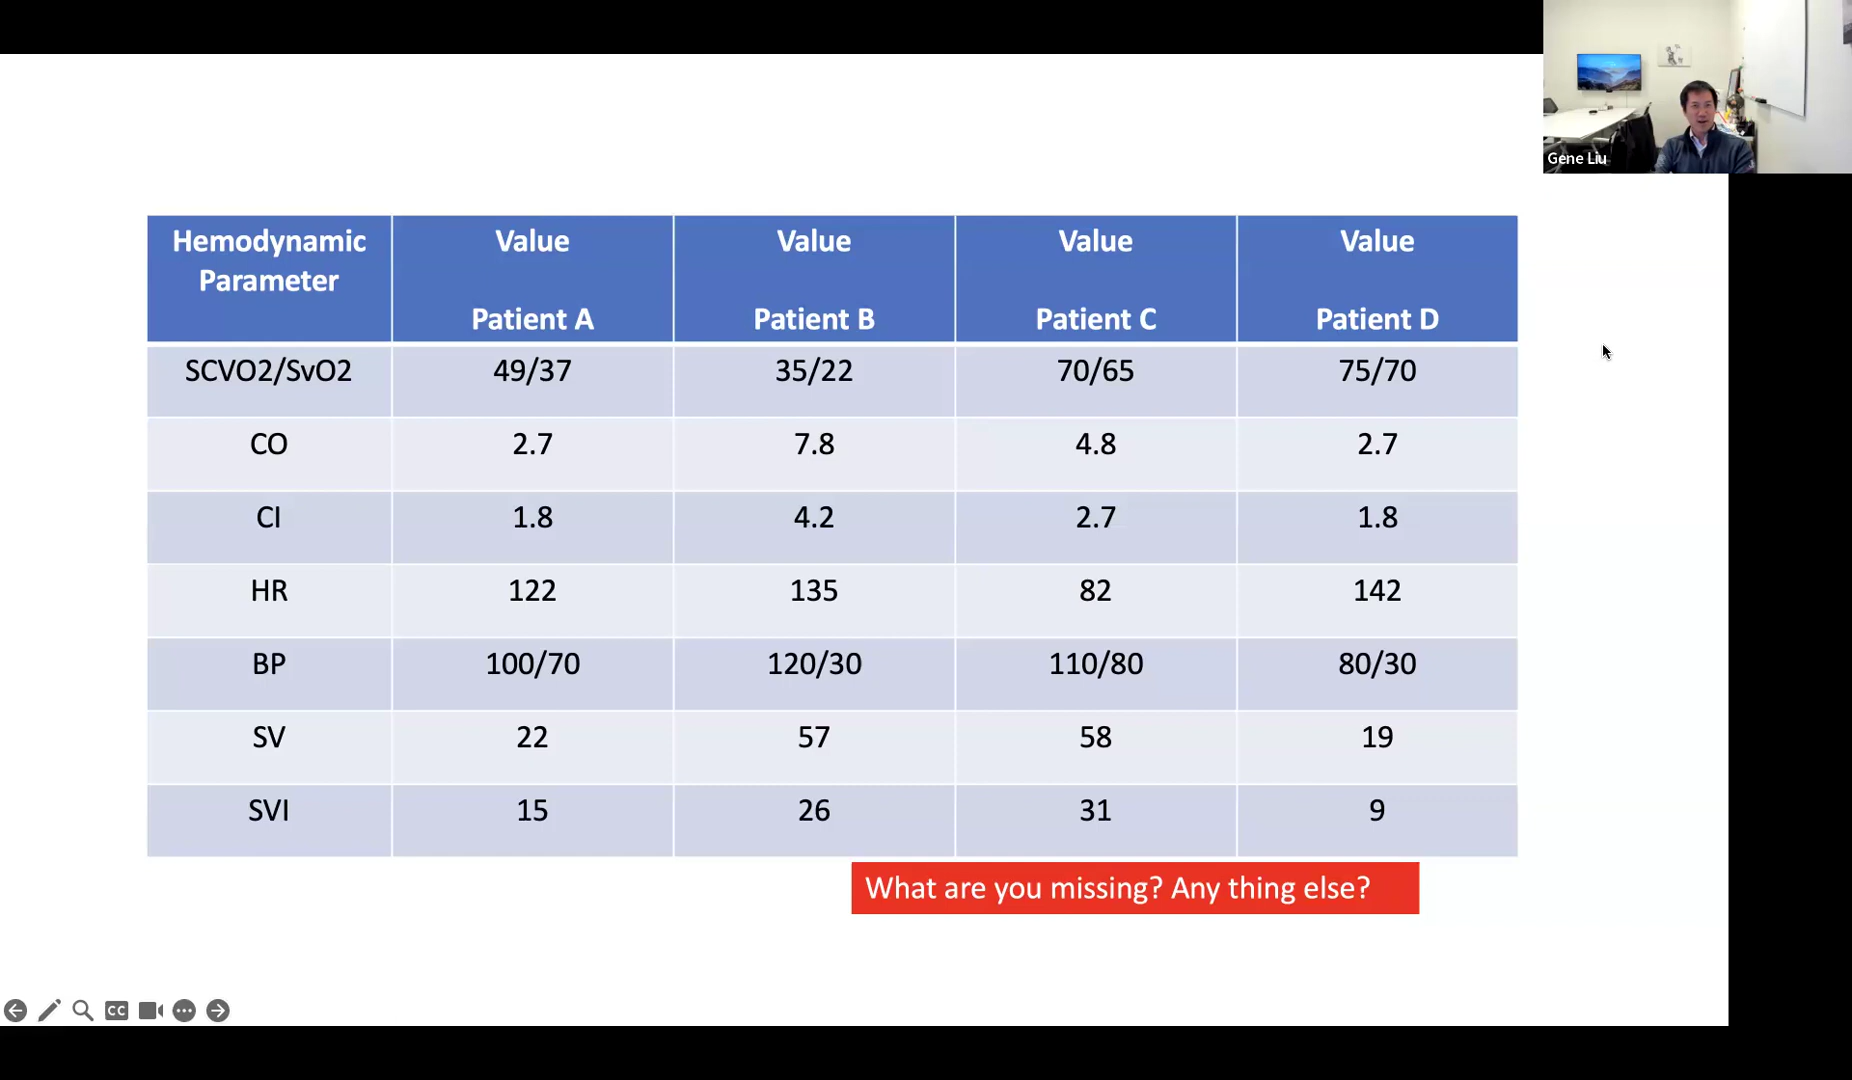 Gene Liu
Hemodynamic Parameter Value Patient A Value Patient B Value Patient C Value Patient D
SCVO2/SvO2 49/37 35/22 70/65 75/70
CO 2.7 7.8 4.8 2.7
CI 1.8 4.2 2.7 1.8
HR 122 135 82 142
BP 100/70 120/30 110/80 80/30
SV 22 57 58 19
SVI 15 26 31 9
What are you missing? Any thing else?
CC